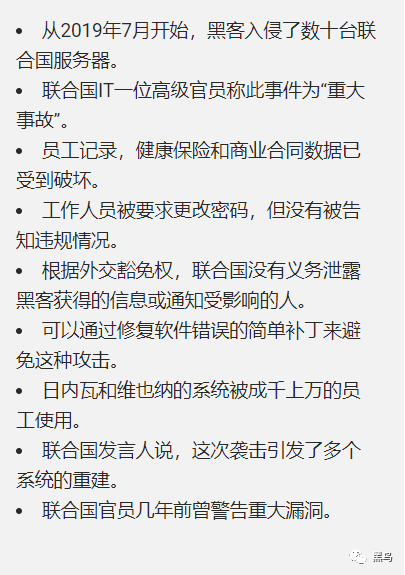 • 从2019年7月开始，黑客入侵了数十台联
合国服务器。
• 联合国IT一位高级官员称此事件为“重大
事故”。
• 员工记录，健康保险和商业合同数据已
受到破坏。
• 工作人员被要求更改密码，但没有被告
知违规情况。
• 根据外交豁免权，联合国没有义务泄露
黑客获得的信息或通知受影响的人。
• 可以通过修复软件错误的简单补丁来避
免这种攻击。
• 日内瓦和维也纳的系统被成千上万的员
工使用。
• 联合国发言人说，这次袭击引发了多个
系统的重建。
• 联合国官员几年前曾警告重大漏洞。
黑鸟